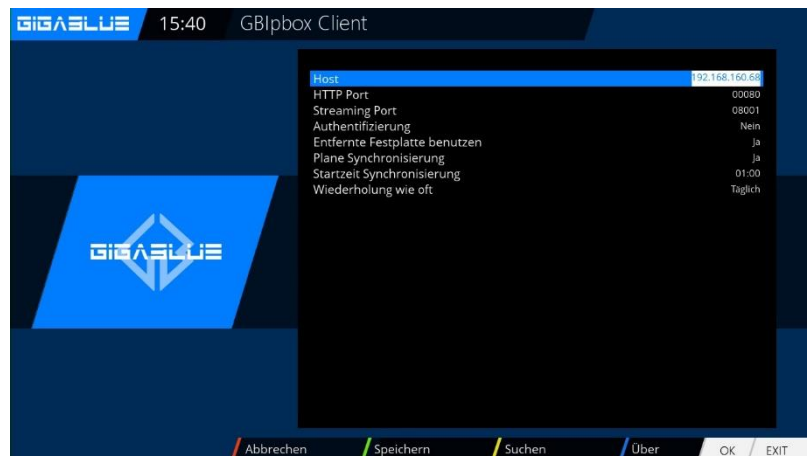 GIGABLUE 15:40 GBIpbox Client
Host 192.168.160.68
HTTP Port 00080
Streaming Port 08001
Authentifizierung Nein
Entfernte Festplatte benutzen Ja
Plane Synchronisierung Ja
Startzeit Synchronisierung 01:00
Wiederholung wie oft Täglich
GIGABLUE
Abbrechen Speichern Suchen Über OK EXIT